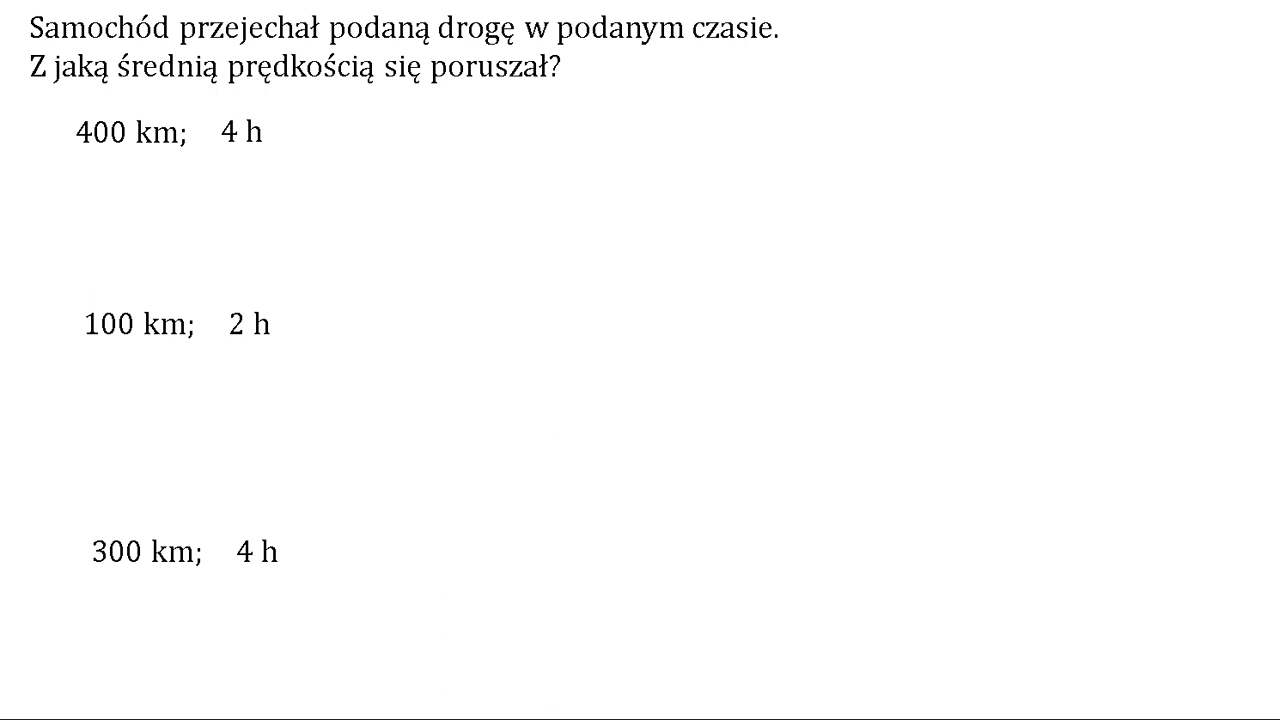 Samochód przejechał podaną drogę w podanym czasie.
Z jaką średnią prędkością się poruszał?
400 km; 4 h
100 km; 2 h
300 km; 4 h